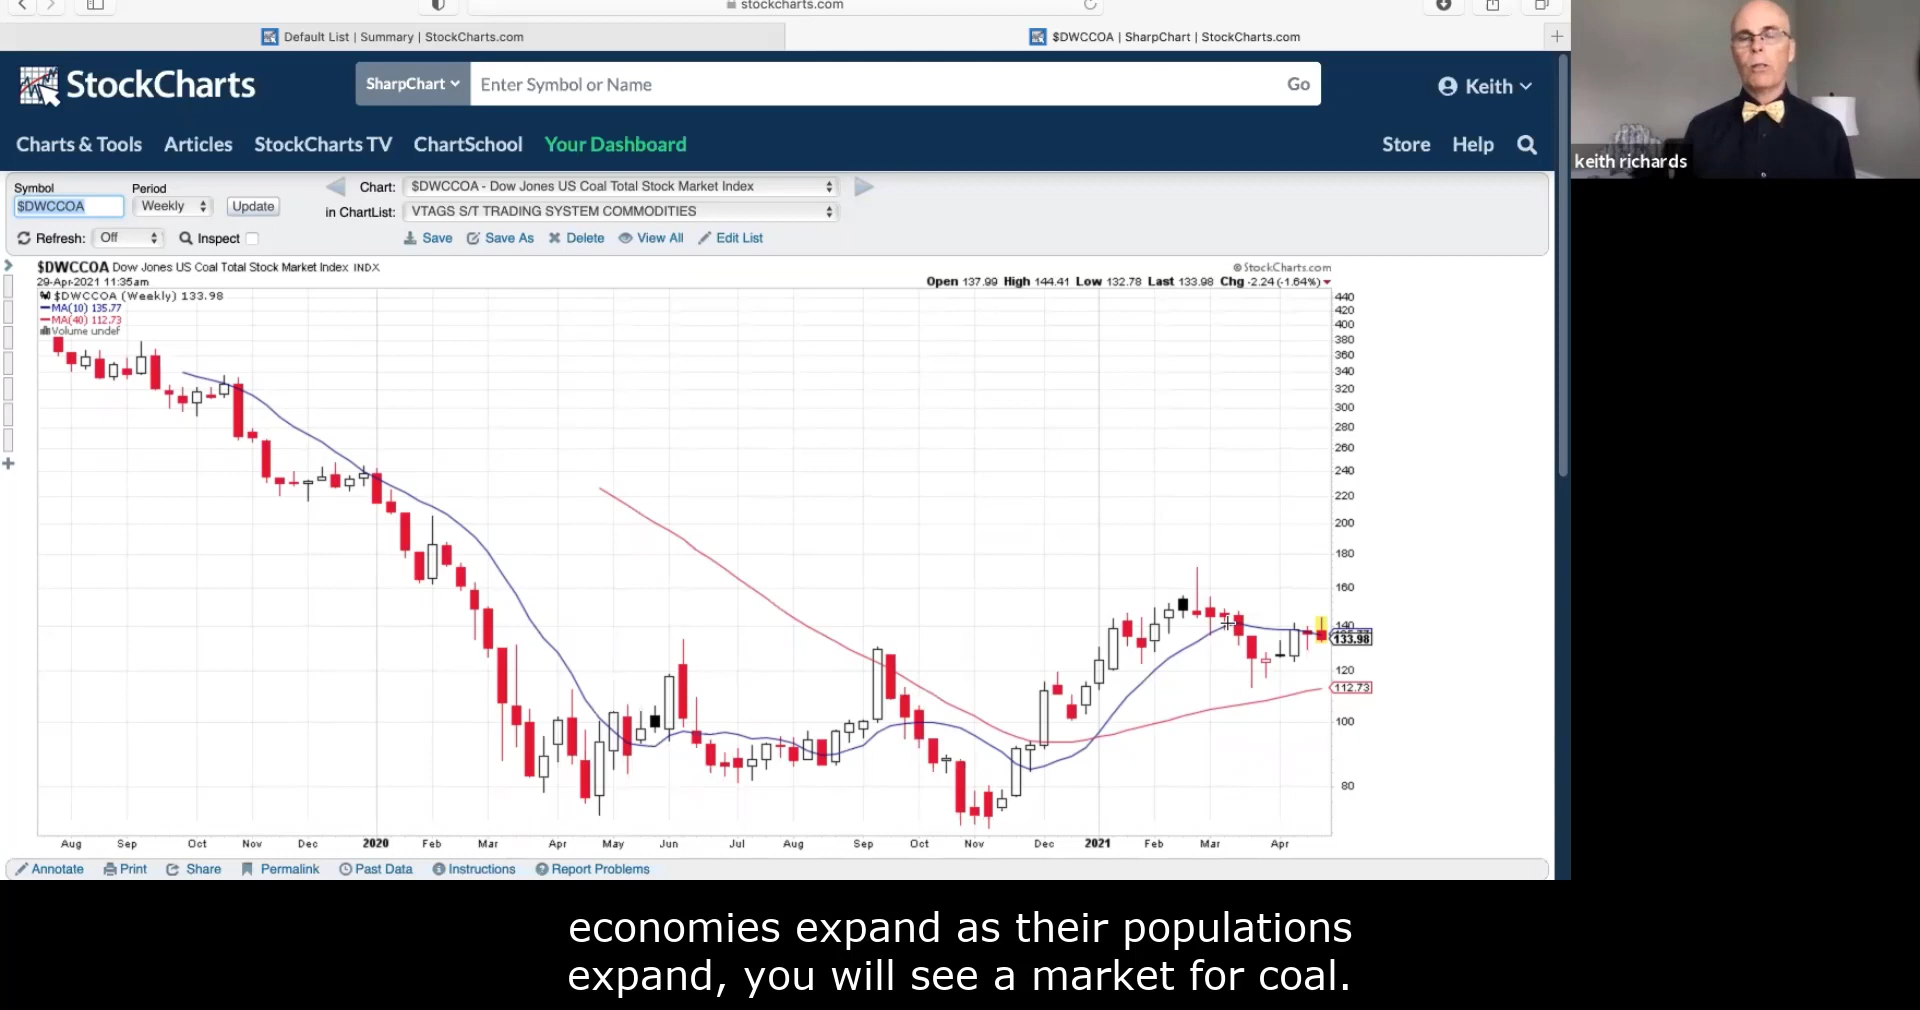 stockcharts.com
Default List | Summary | StockCharts.com
$DWCCOA | SharpChart | StockCharts.com
StockCharts
SharpChart
Enter Symbol or Name
Go
Keith
Charts & Tools Articles StockCharts TV ChartSchool Your Dashboard
Store Help
keith richards
Symbol Period
Chart: $DWCCOA - Dow Jones US Coal Total Stock Market Index
$DWCCOA Weekly Update
in ChartList: VTAGS S/T TRADING SYSTEM COMMODITIES
Refresh: Off Inspect
Save Save As Delete View All Edit List
$DWCCOA Dow Jones US Coal Total Stock Market Index INDX
© StockCharts.com
29-Apr-2021 11:35am
Open 137.99 High 144.41 Low 132.78 Last 133.98 Chg -2.24 (-1.64%)
$DWCCOA (Weekly) 133.98
MA(10) 135.77
MA(40) 112.73
Volume undef
440
420
400
380
360
340
320
300
280
260
240
220
200
180
160
140
133.98
120
112.73
100
80
Aug Sep Oct Nov Dec 2020 Feb Mar Apr May Jun Jul Aug Sep Oct Nov Dec 2021 Feb Mar Apr
Annotate Print Share Permalink Past Data Instructions Report Problems
economies expand as their populations
expand, you will see a market for coal.